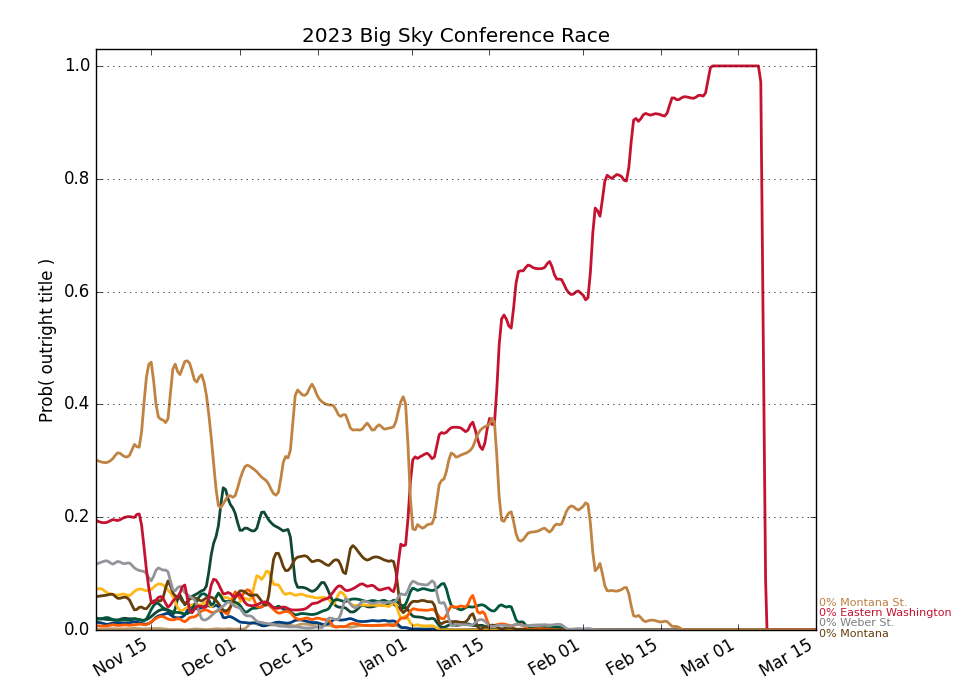 2023 Big Sky Conference Race
Prob( outright title )
1.0
0.8
0.6
0.4
0.2
0.0
Nov 15
Dec 01
Dec 15
Jan 01
Jan 15
Feb 01
Feb 15
Mar 01
Mar 15
0% Montana St.
0% Eastern Washington
0% Weber St.
0% Montana